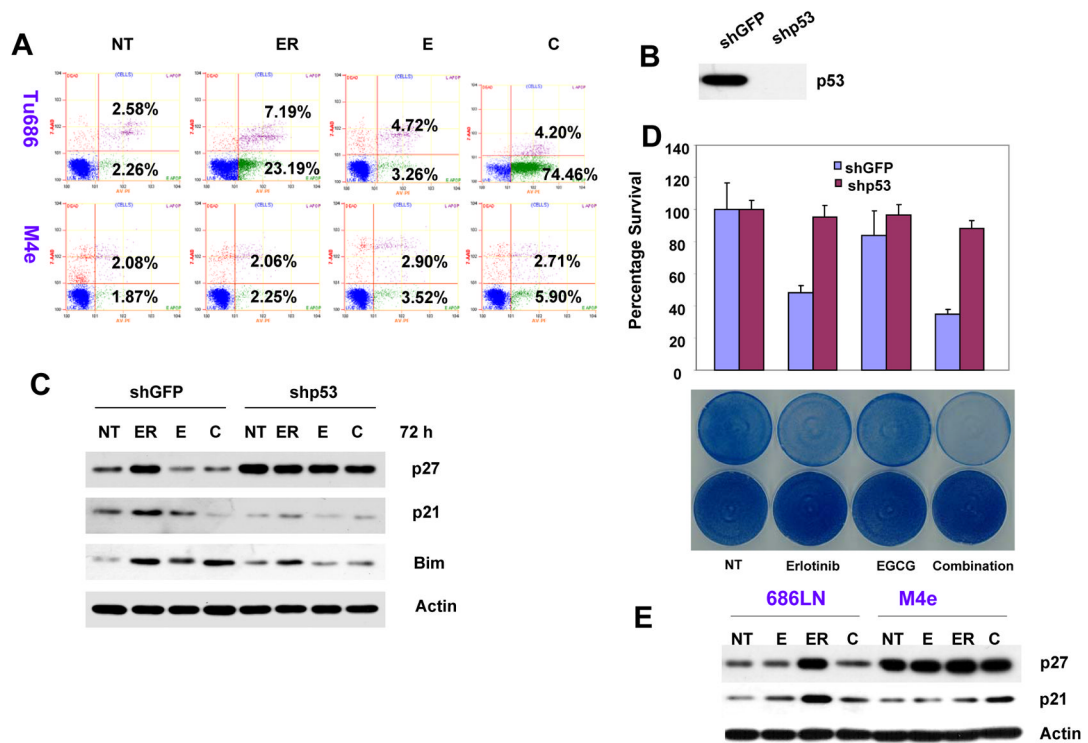 A
NT ER E C
Tu686
2.58% 7.19% 4.72% 4.20%
2.26% 23.19% 3.26% 74.46%
M4e
2.08% 2.06% 2.90% 2.71%
1.87% 2.25% 3.52% 5.90%
B
shGFP shp53
p53
D
Percentage Survival
140
120
100
80
60
40
20
0
shGFP
shp53
NT Erlotinib EGCG Combination
C
shGFP shp53
NT ER E C NT ER E C 72 h
p27
p21
Bim
Actin
E
686LN M4e
NT E ER C NT E ER C
p27
p21
Actin